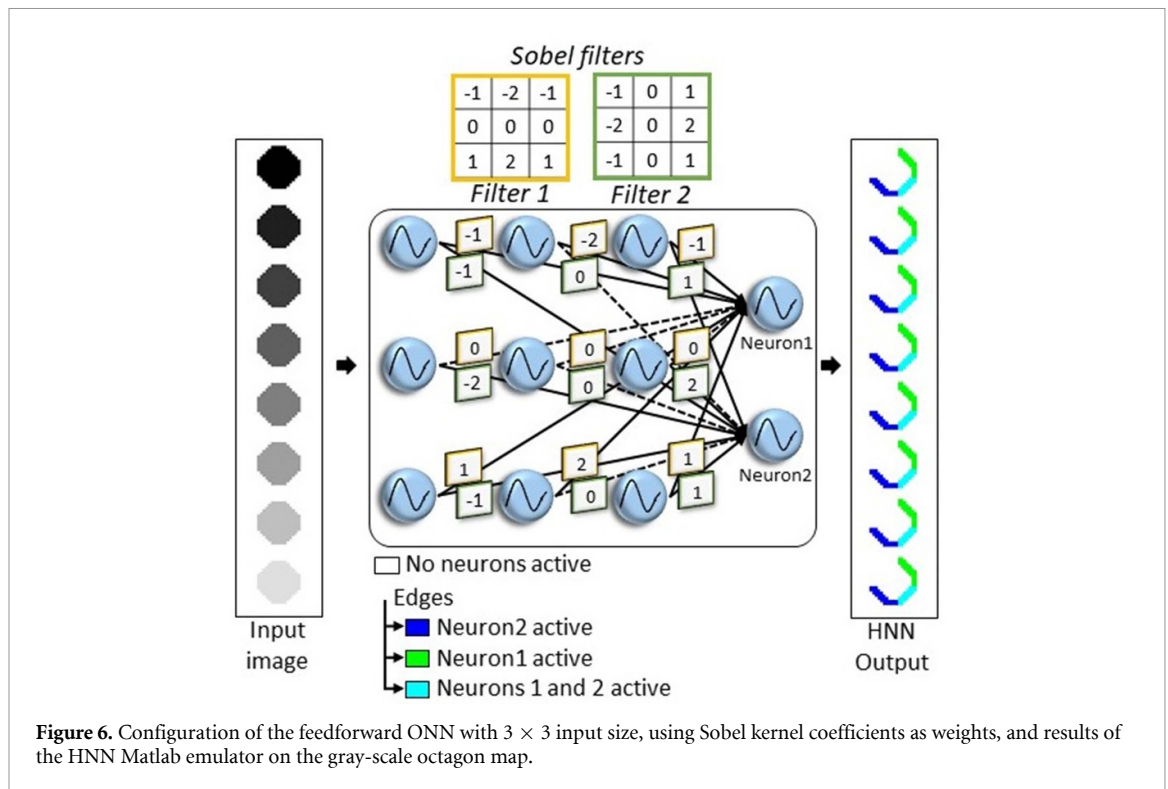 Sobel filters
-1 -2 -1
0 0 0
1 2 1
-1 0 1
-2 0 2
-1 0 1
Filter 1 Filter 2
-1 -2 -1
-1 0 1
Neuron1
0 0 0
-2 0 2
Neuron2
1 2 1
-1 0 1
Input
image
No neurons active
Edges
Neuron2 active
Neuron1 active
Neurons 1 and 2 active
HNN
Output
Figure 6. Configuration of the feedforward ONN with 3 × 3 input size, using Sobel kernel coefficients as weights, and results of
the HNN Matlab emulator on the gray-scale octagon map.